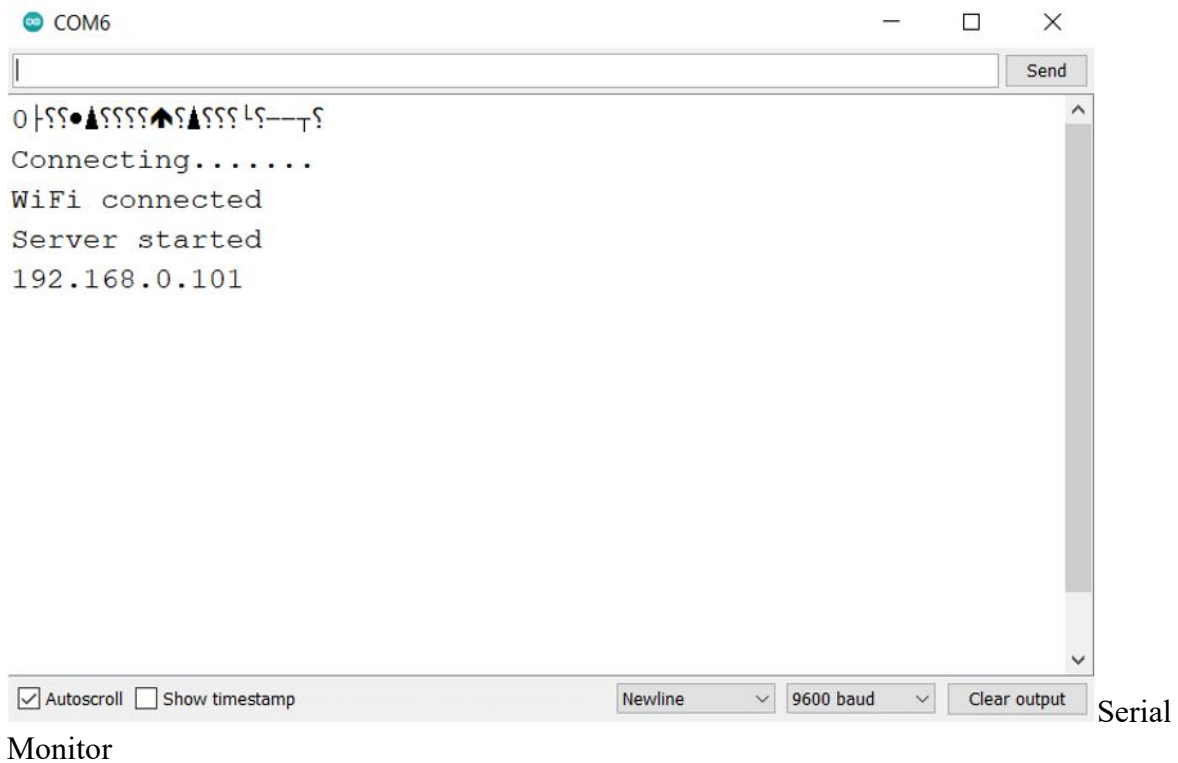 COM6
Send
Connecting.......
WiFi connected
Server started
192.168.0.101
Autoscroll Show timestamp Newline 9600 baud Clear output
Serial
Monitor